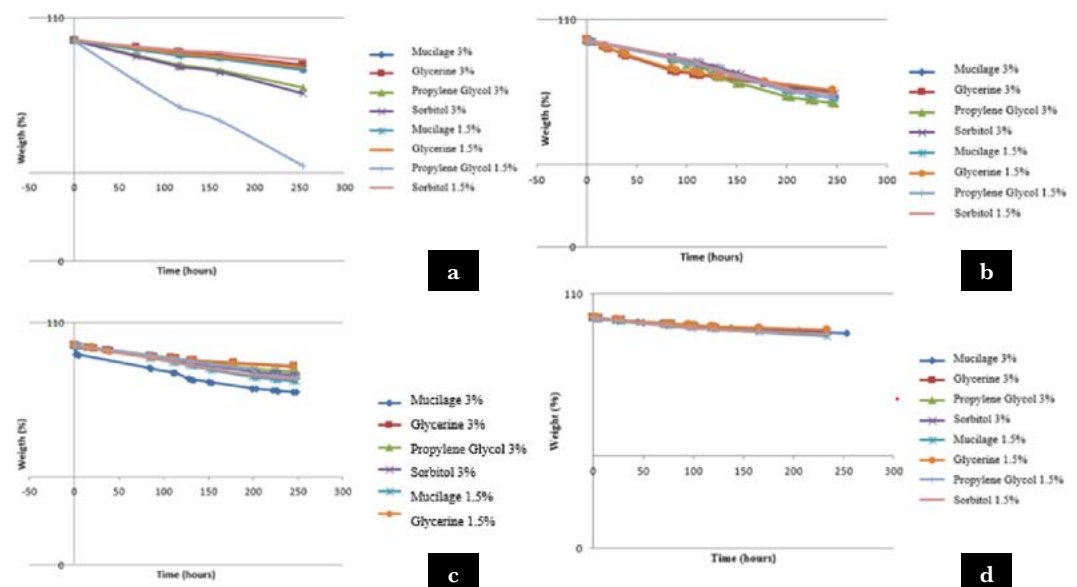 110
Weigth (%)
-50 0 50 100 150 200 250 300
0
Time (hours)
Mucilage 3%
Glycerine 3%
Propylene Glycol 3%
Sorbitol 3%
Mucilage 1.5%
Glycerine 1.5%
Propylene Glycol 1.5%
Sorbitol 1.5%
a
110
Weigth (%)
-50 0 50 100 150 200 250 300
0
Time (hours)
Mucilage 3%
Glycerine 3%
Propylene Glycol 3%
Sorbitol 3%
Mucilage 1.5%
Glycerine 1.5%
Propylene Glycol 1.5%
Sorbitol 1.5%
b
110
Weigth (%)
-50 0 50 100 150 200 250 300
0
Time (hours)
Mucilage 3%
Glycerine 3%
Propylene Glycol 3%
Sorbitol 3%
Mucilage 1.5%
Glycerine 1.5%
c
110
Weight (%)
0 50 100 150 200 250 300
0
Time (hours)
Mucilage 3%
Glycerine 3%
Propylene Glycol 3%
Sorbitol 3%
Mucilage 1.5%
Glycerine 1.5%
Propylene Glycol 1.5%
Sorbitol 1.5%
d